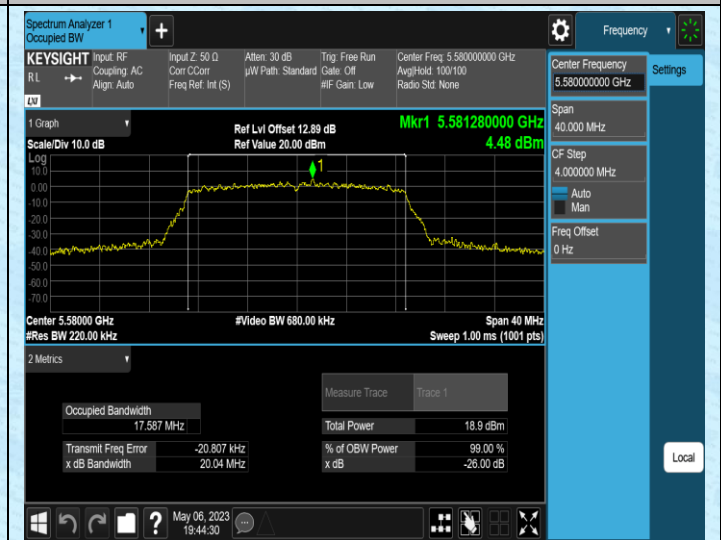 Spectrum Analyzer 1
Occupied BW
Frequency
KEYSIGHT
R L
LXI
Input: RF
Coupling: AC
Align: Auto
Input Z: 50 Ω
Corr CCorr
Freq Ref: Int (S)
Atten: 30 dB
µW Path: Standard
Trig: Free Run
Gate: Off
#IF Gain: Low
Center Freq: 5.580000000 GHz
Avg|Hold: 100/100
Radio Std: None
Center Frequency
5.580000000 GHz
Settings
Span
40.000 MHz
CF Step
4.000000 MHz
Auto
Man
Freq Offset
0 Hz
1 Graph
Scale/Div 10.0 dB
Ref Lvl Offset 12.89 dB
Ref Value 20.00 dBm
Mkr1 5.581280000 GHz
4.48 dBm
Log
10.0
0.00
-10.0
-20.0
-30.0
-40.0
-50.0
-60.0
-70.0
1
Center 5.58000 GHz
#Res BW 220.00 kHz
#Video BW 680.00 kHz
Span 40 MHz
Sweep 1.00 ms (1001 pts)
2 Metrics
Measure Trace
Trace 1
Occupied Bandwidth
17.587 MHz
Total Power
18.9 dBm
Transmit Freq Error
-20.807 kHz
% of OBW Power
99.00 %
x dB Bandwidth
20.04 MHz
x dB
-26.00 dB
Local
?
May 06, 2023
19:44:30